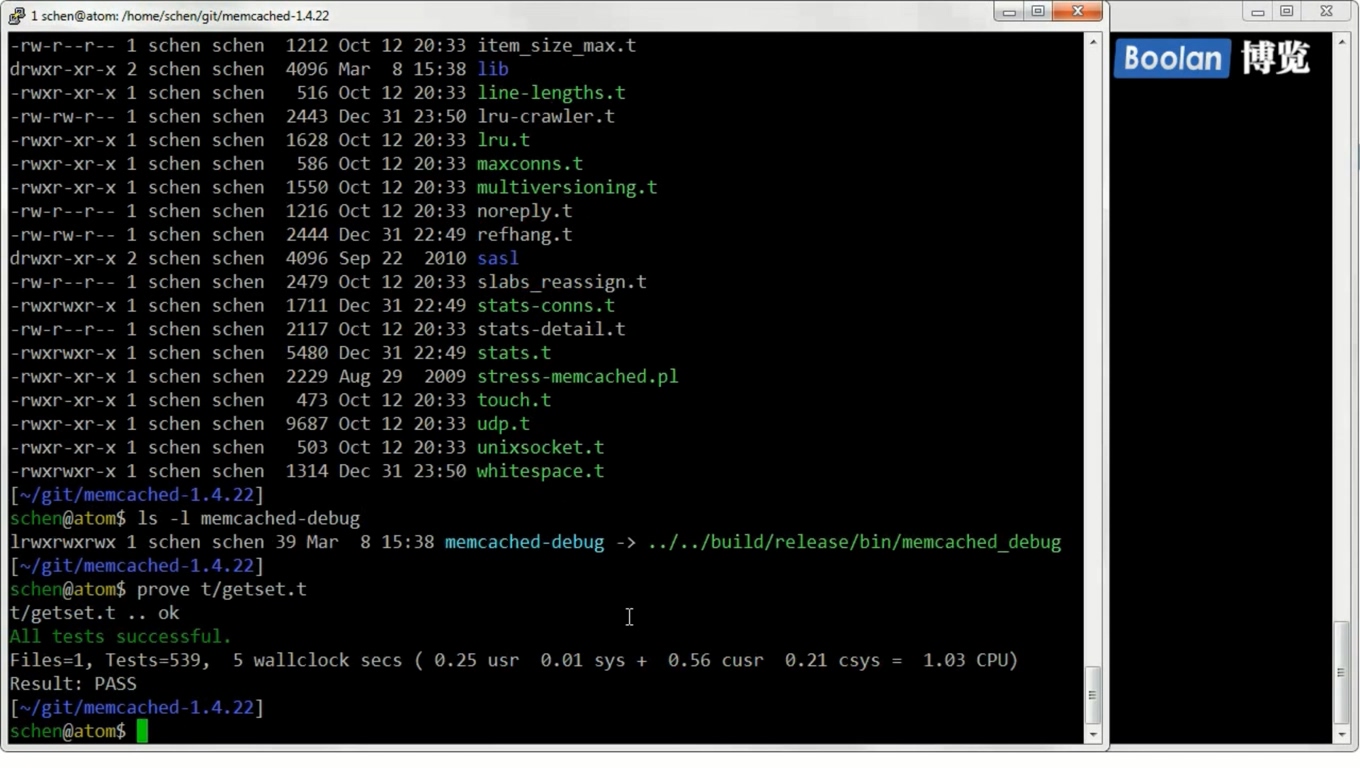 1 schen@atom: /home/schen/git/memcached-1.4.22
Boolan 博览
-rw-r--r-- 1 schen schen  1212 Oct 12 20:33 item_size_max.t
drwxr-xr-x 2 schen schen  4096 Mar  8 15:38 lib
-rwxr-xr-x 1 schen schen   516 Oct 12 20:33 line-lengths.t
-rw-rw-r-- 1 schen schen  2443 Dec 31 23:50 lru-crawler.t
-rwxr-xr-x 1 schen schen  1628 Oct 12 20:33 lru.t
-rwxr-xr-x 1 schen schen   586 Oct 12 20:33 maxconns.t
-rwxr-xr-x 1 schen schen  1550 Oct 12 20:33 multiversioning.t
-rw-r--r-- 1 schen schen  1216 Oct 12 20:33 noreply.t
-rw-rw-r-- 1 schen schen  2444 Dec 31 22:49 refhang.t
drwxr-xr-x 2 schen schen  4096 Sep 22  2010 sasl
-rw-r--r-- 1 schen schen  2479 Oct 12 20:33 slabs_reassign.t
-rwxrwxr-x 1 schen schen  1711 Dec 31 22:49 stats-conns.t
-rw-r--r-- 1 schen schen  2117 Oct 12 20:33 stats-detail.t
-rwxrwxr-x 1 schen schen  5480 Dec 31 22:49 stats.t
-rwxr-xr-x 1 schen schen  2229 Aug 29  2009 stress-memcached.pl
-rwxr-xr-x 1 schen schen   473 Oct 12 20:33 touch.t
-rwxr-xr-x 1 schen schen  9687 Oct 12 20:33 udp.t
-rwxr-xr-x 1 schen schen   503 Oct 12 20:33 unixsocket.t
-rwxrwxr-x 1 schen schen  1314 Dec 31 23:50 whitespace.t
[~/git/memcached-1.4.22]
schen@atom$ ls -l memcached-debug
lrwxrwxrwx 1 schen schen 39 Mar  8 15:38 memcached-debug -> ../../build/release/bin/memcached_debug
[~/git/memcached-1.4.22]
schen@atom$ prove t/getset.t
t/getset.t .. ok
All tests successful.
Files=1, Tests=539,  5 wallclock secs ( 0.25 usr  0.01 sys +  0.56 cusr  0.21 csys =  1.03 CPU)
Result: PASS
[~/git/memcached-1.4.22]
schen@atom$